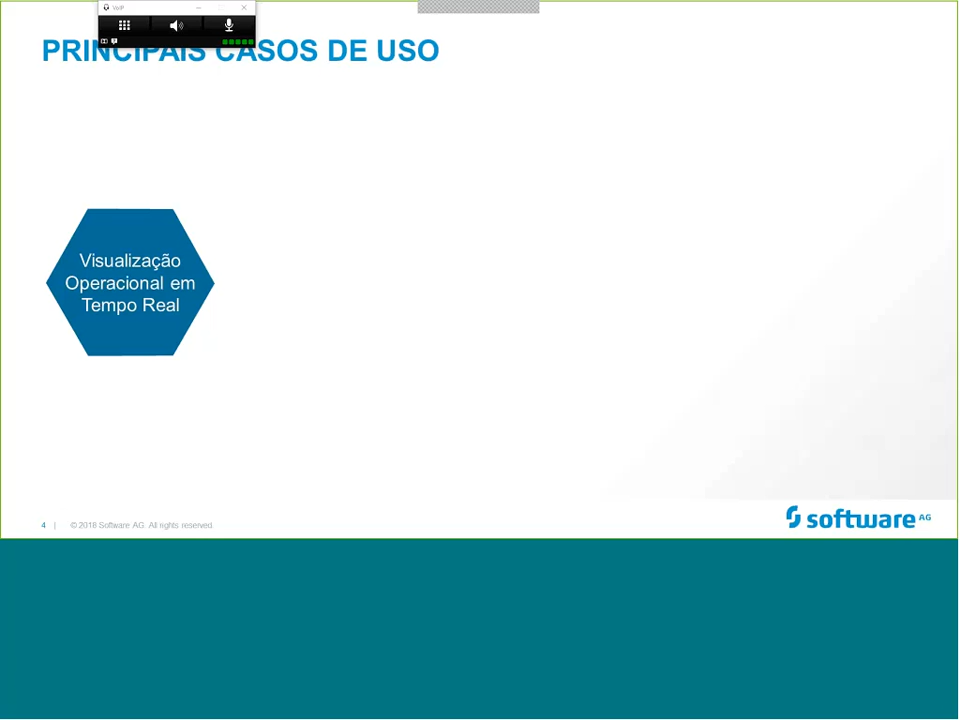 VoIP
PRINCIPAIS CASOS DE USO
Visualização
Operacional em
Tempo Real
4 | © 2018 Software AG. All rights reserved.
software AG